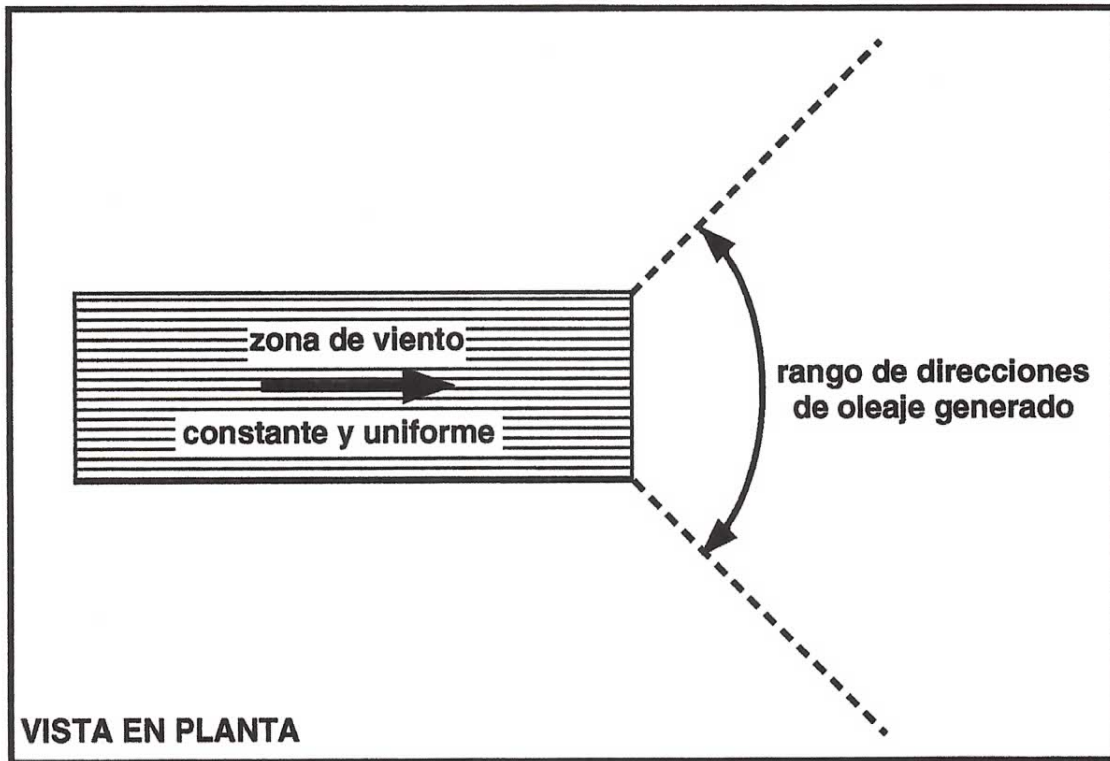 zona de viento
constante y uniforme
rango de direcciones
de oleaje generado
VISTA EN PLANTA